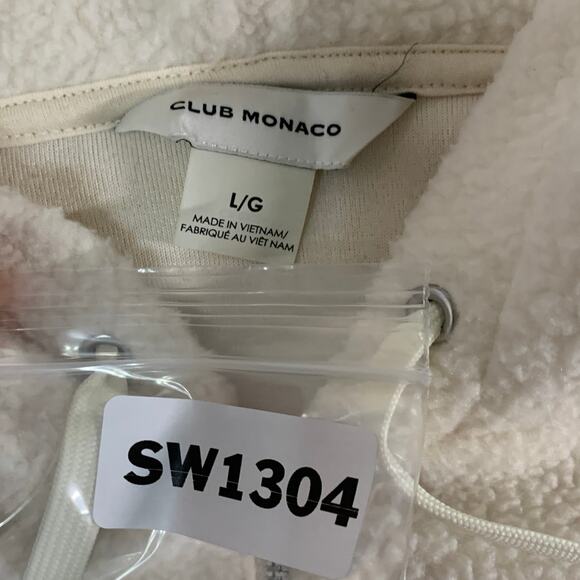 CLUB MONACO
L/G
MADE IN VIETNAM/
FABRIQUÉ AU VIÊT NAM
SW1304